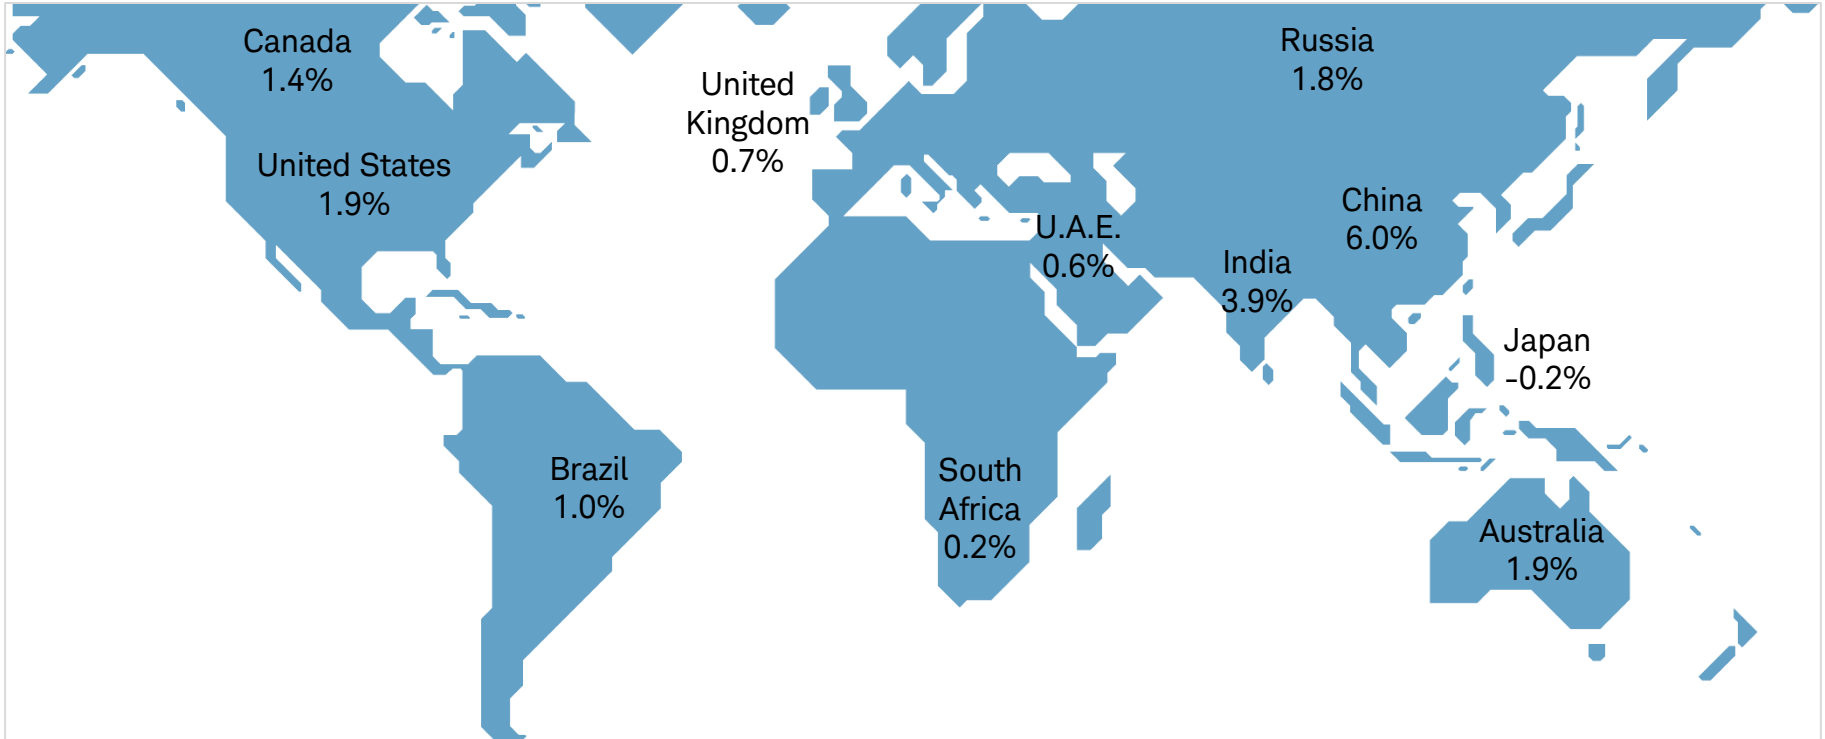 Canada
1.4%
Russia
1.8%
United
Kingdom
0.7%
United States
1.9%
China
6.0%
U.A.E.
0.6%
India
3.9%
Japan
-0.2%
Brazil
1.0%
South
Africa
0.2%
Australia
1.9%